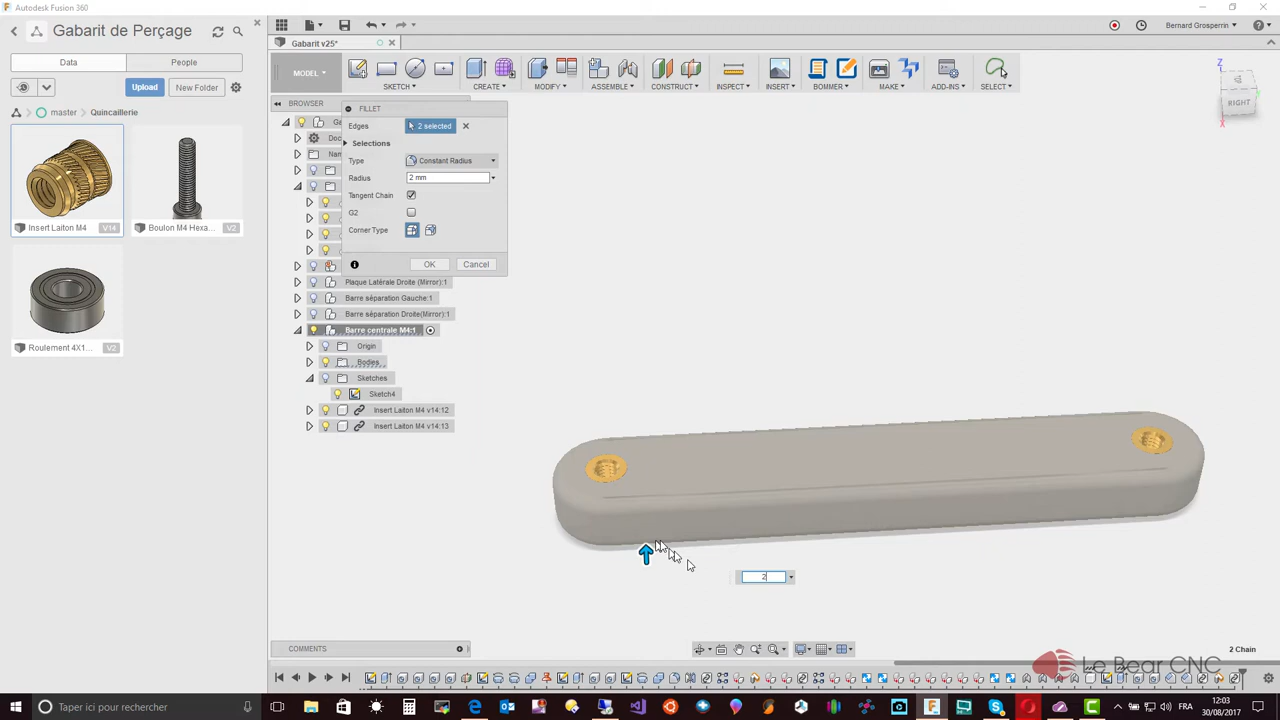 Autodesk Fusion 360
Gabarit de Perçage
Data
People
Upload
New Folder
master
Quincaillerie
Insert Laiton M4
V14
Boulon M4 Hexa...
V2
Roulement 4X1...
V2
Gabarit v25*
Bernard Grosperrin
MODEL
SKETCH
CREATE
MODIFY
ASSEMBLE
CONSTRUCT
INSPECT
INSERT
BOMMER
MAKE
ADD-INS
SELECT
Z
RIGHT
X
BROWSER
FILLET
Edges
2 selected
Selections
Type
Constant Radius
Radius
2 mm
Tangent Chain
G2
Corner Type
OK
Cancel
Ga
Doc
Nam
Plaque Latérale Droite (Mirror):1
Barre séparation Gauche:1
Barre séparation Droite(Mirror):1
Barre centrale M4:1
Origin
Bodies
Sketches
Sketch4
Insert Laiton M4 v14:12
Insert Laiton M4 v14:13
2
COMMENTS
2 Chain
Le Bear CNC
Taper ici pour rechercher
FRA
12:03
30/08/2017